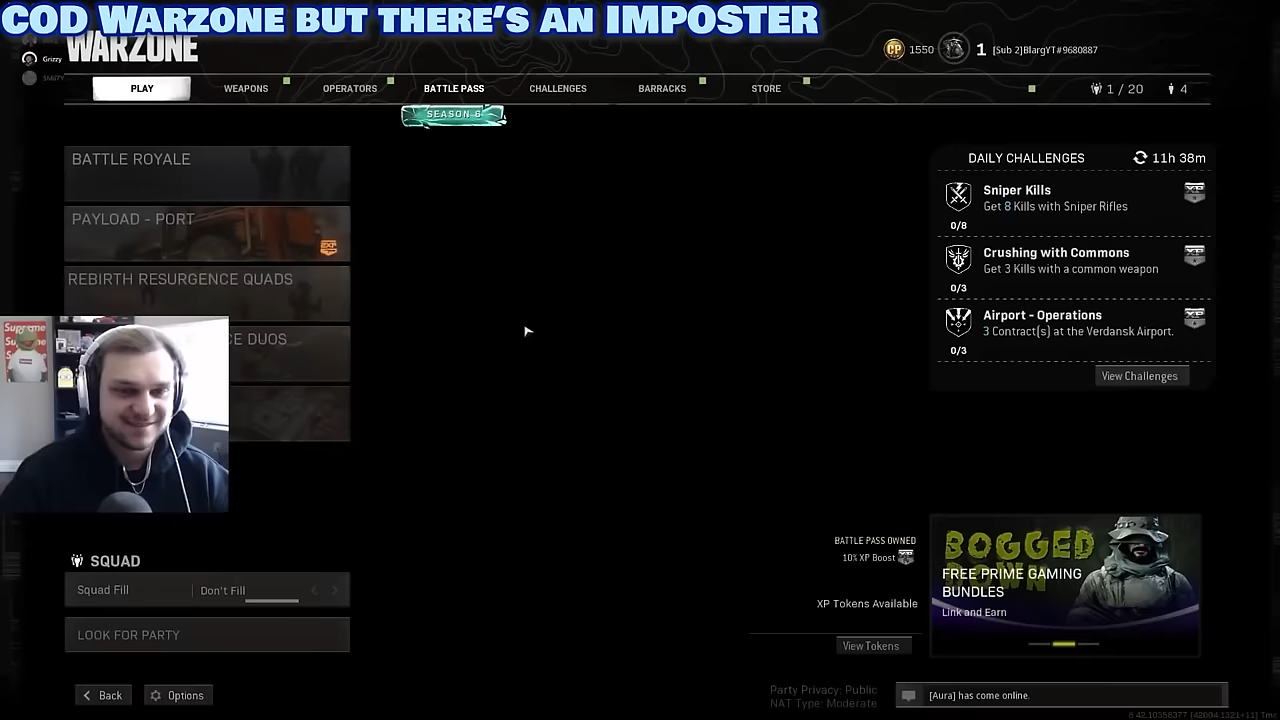 COD WARZONE BUT THERE'S AN IMPOSTER
WARZONE
Grizzy
1550
1
[Sub 2]BlargYT#9680887
PLAY
WEAPONS
OPERATORS
BATTLE PASS
CHALLENGES
BARRACKS
STORE
1 / 20
4
SEASON 6
BATTLE ROYALE
PAYLOAD - PORT
REBIRTH RESURGENCE QUADS
CE DUOS
DAILY CHALLENGES
11h 38m
Sniper Kills
Get 8 Kills with Sniper Rifles
0/8
Crushing with Commons
Get 3 Kills with a common weapon
0/3
Airport - Operations
3 Contract(s) at the Verdansk Airport.
0/3
View Challenges
Supreme
SQUAD
Squad Fill
Don't Fill
LOOK FOR PARTY
Back
Options
BATTLE PASS OWNED
10% XP Boost
XP Tokens Available
View Tokens
BOGGED DOWN
FREE PRIME GAMING
BUNDLES
Link and Earn
Party Privacy: Public
NAT Type: Moderate
[Aura] has come online.